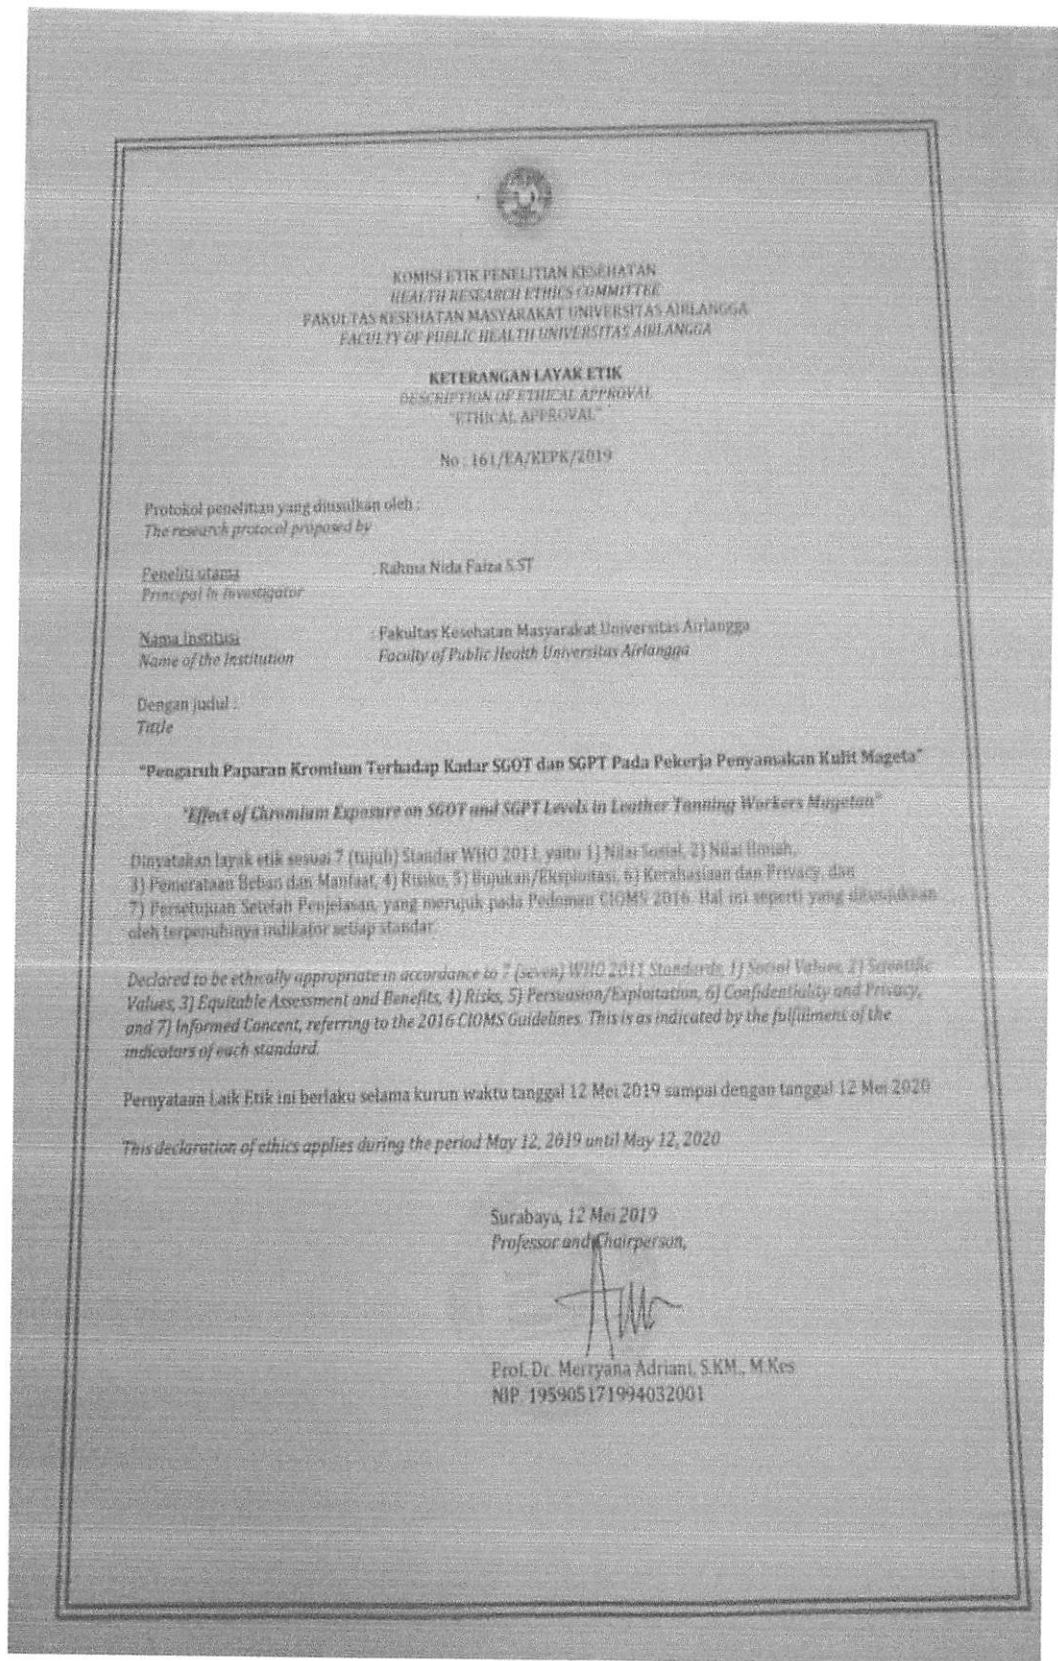 KOMISI ETIK PENELITIAN KESEHATAN
HEALTH RESEARCH ETHICS COMMITTEE
FAKULTAS KESEHATAN MASYARAKAT UNIVERSITAS AIRLANGGA
FACULTY OF PUBLIC HEALTH UNIVERSITAS AIRLANGGA
KETERANGAN LAYAK ETIK
DESCRIPTION OF ETHICAL APPROVAL
"ETHICAL APPROVAL"
No : 161/EA/KEPK/2019
Protokol penelitian yang diusulkan oleh :
The research protocol proposed by
Peneliti utama : Rahma Nida Faiza S.ST
Principal In Investigator
Nama Institusi : Fakultas Kesehatan Masyarakat Universitas Airlangga
Name of the Institution Faculty of Public Health Universitas Airlangga
Dengan judul :
Tittle
"Pengaruh Paparan Kromium Terhadap Kadar SGOT dan SGPT Pada Pekerja Penyamakan Kulit Mageta"
"Effect of Chromium Exposure on SGOT and SGPT Levels in Leather Tanning Workers Magetan"
Dinyatakan layak etik sesuai 7 (tujuh) Standar WHO 2011, yaitu 1) Nilai Sosial, 2) Nilai Ilmiah,
3) Pemerataan Beban dan Manfaat, 4) Risiko, 5) Bujukan/Eksploitasi, 6) Kerahasiaan dan Privacy, dan
7) Persetujuan Setelah Penjelasan, yang merujuk pada Pedoman CIOMS 2016. Hal ini seperti yang ditunjukkan
oleh terpenuhinya indikator setiap standar.
Declared to be ethically appropriate in accordance to 7 (seven) WHO 2011 Standards, 1) Social Values, 2) Scientific
Values, 3) Equitable Assessment and Benefits, 4) Risks, 5) Persuasion/Exploitation, 6) Confidentiality and Privacy,
and 7) Informed Concent, referring to the 2016 CIOMS Guidelines. This is as indicated by the fulfilment of the
indicators of each standard.
Pernyataan Laik Etik ini berlaku selama kurun waktu tanggal 12 Mei 2019 sampai dengan tanggal 12 Mei 2020
This declaration of ethics applies during the period May 12, 2019 until May 12, 2020
Surabaya, 12 Mei 2019
Professor and Chairperson,
Prof. Dr. Merryana Adriani, S.KM., M.Kes
NIP. 195905171994032001